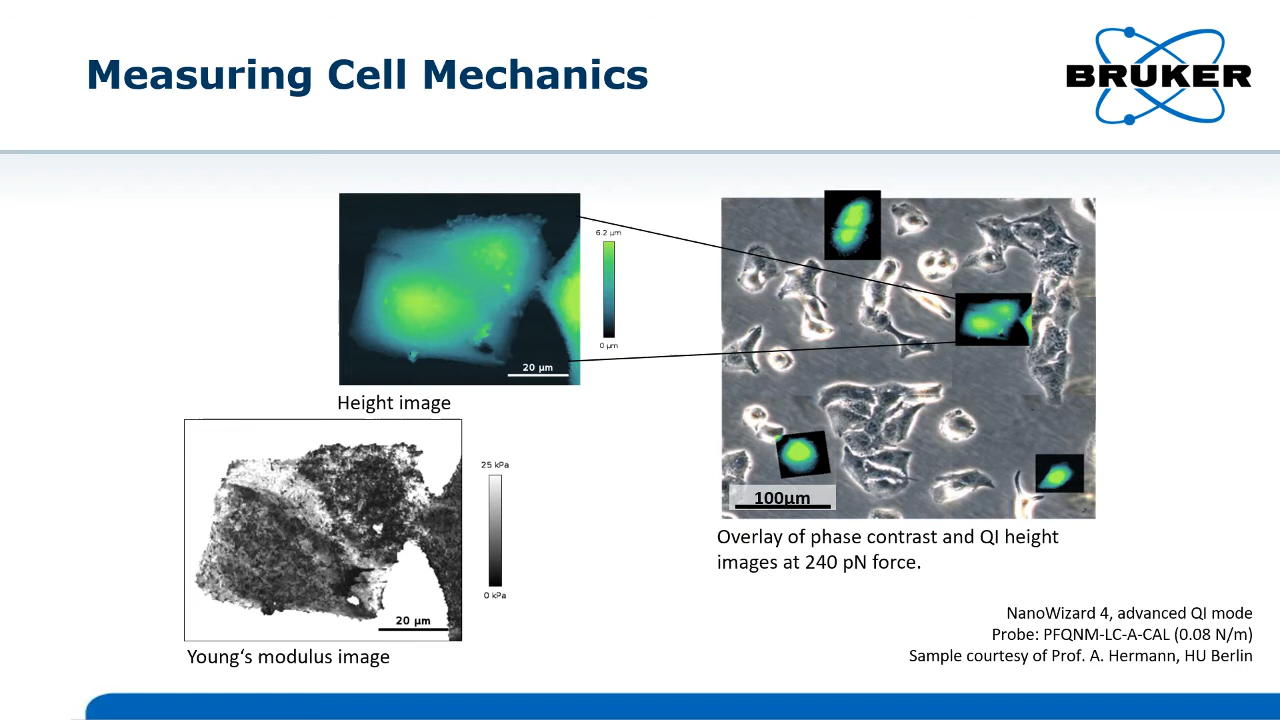 Measuring Cell Mechanics
BRUKER
6.2 µm
0 µm
20 µm
Height image
25 kPa
0 kPa
20 µm
Young‘s modulus image
100µm
Overlay of phase contrast and QI height
images at 240 pN force.
NanoWizard 4, advanced QI mode
Probe: PFQNM-LC-A-CAL (0.08 N/m)
Sample courtesy of Prof. A. Hermann, HU Berlin